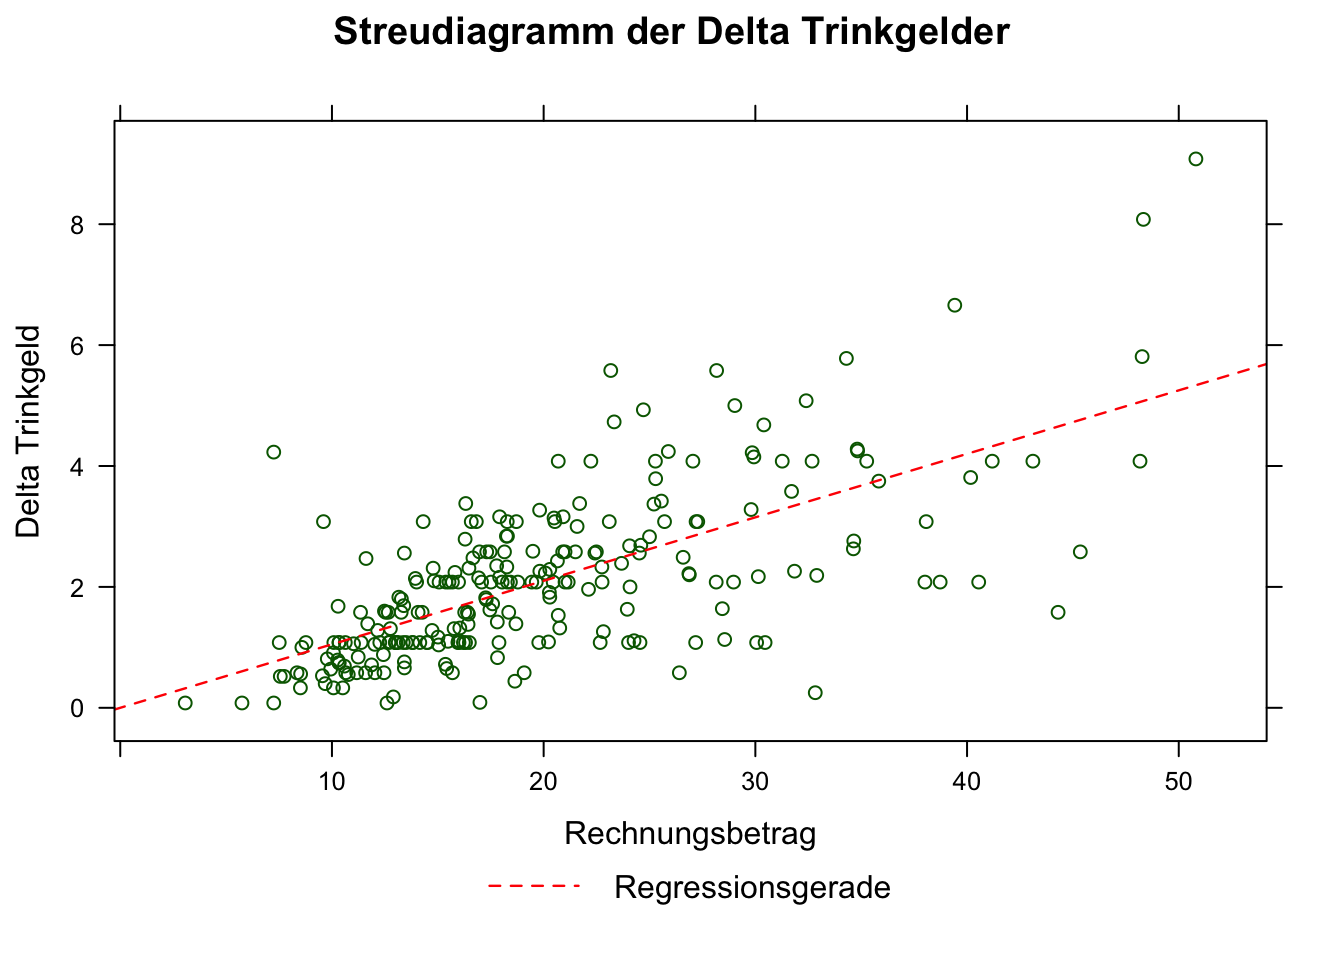 Streudiagramm der Delta Trinkgelder
Delta Trinkgeld
8
6
4
2
0
10 20 30 40 50
Rechnungsbetrag
Regressionsgerade